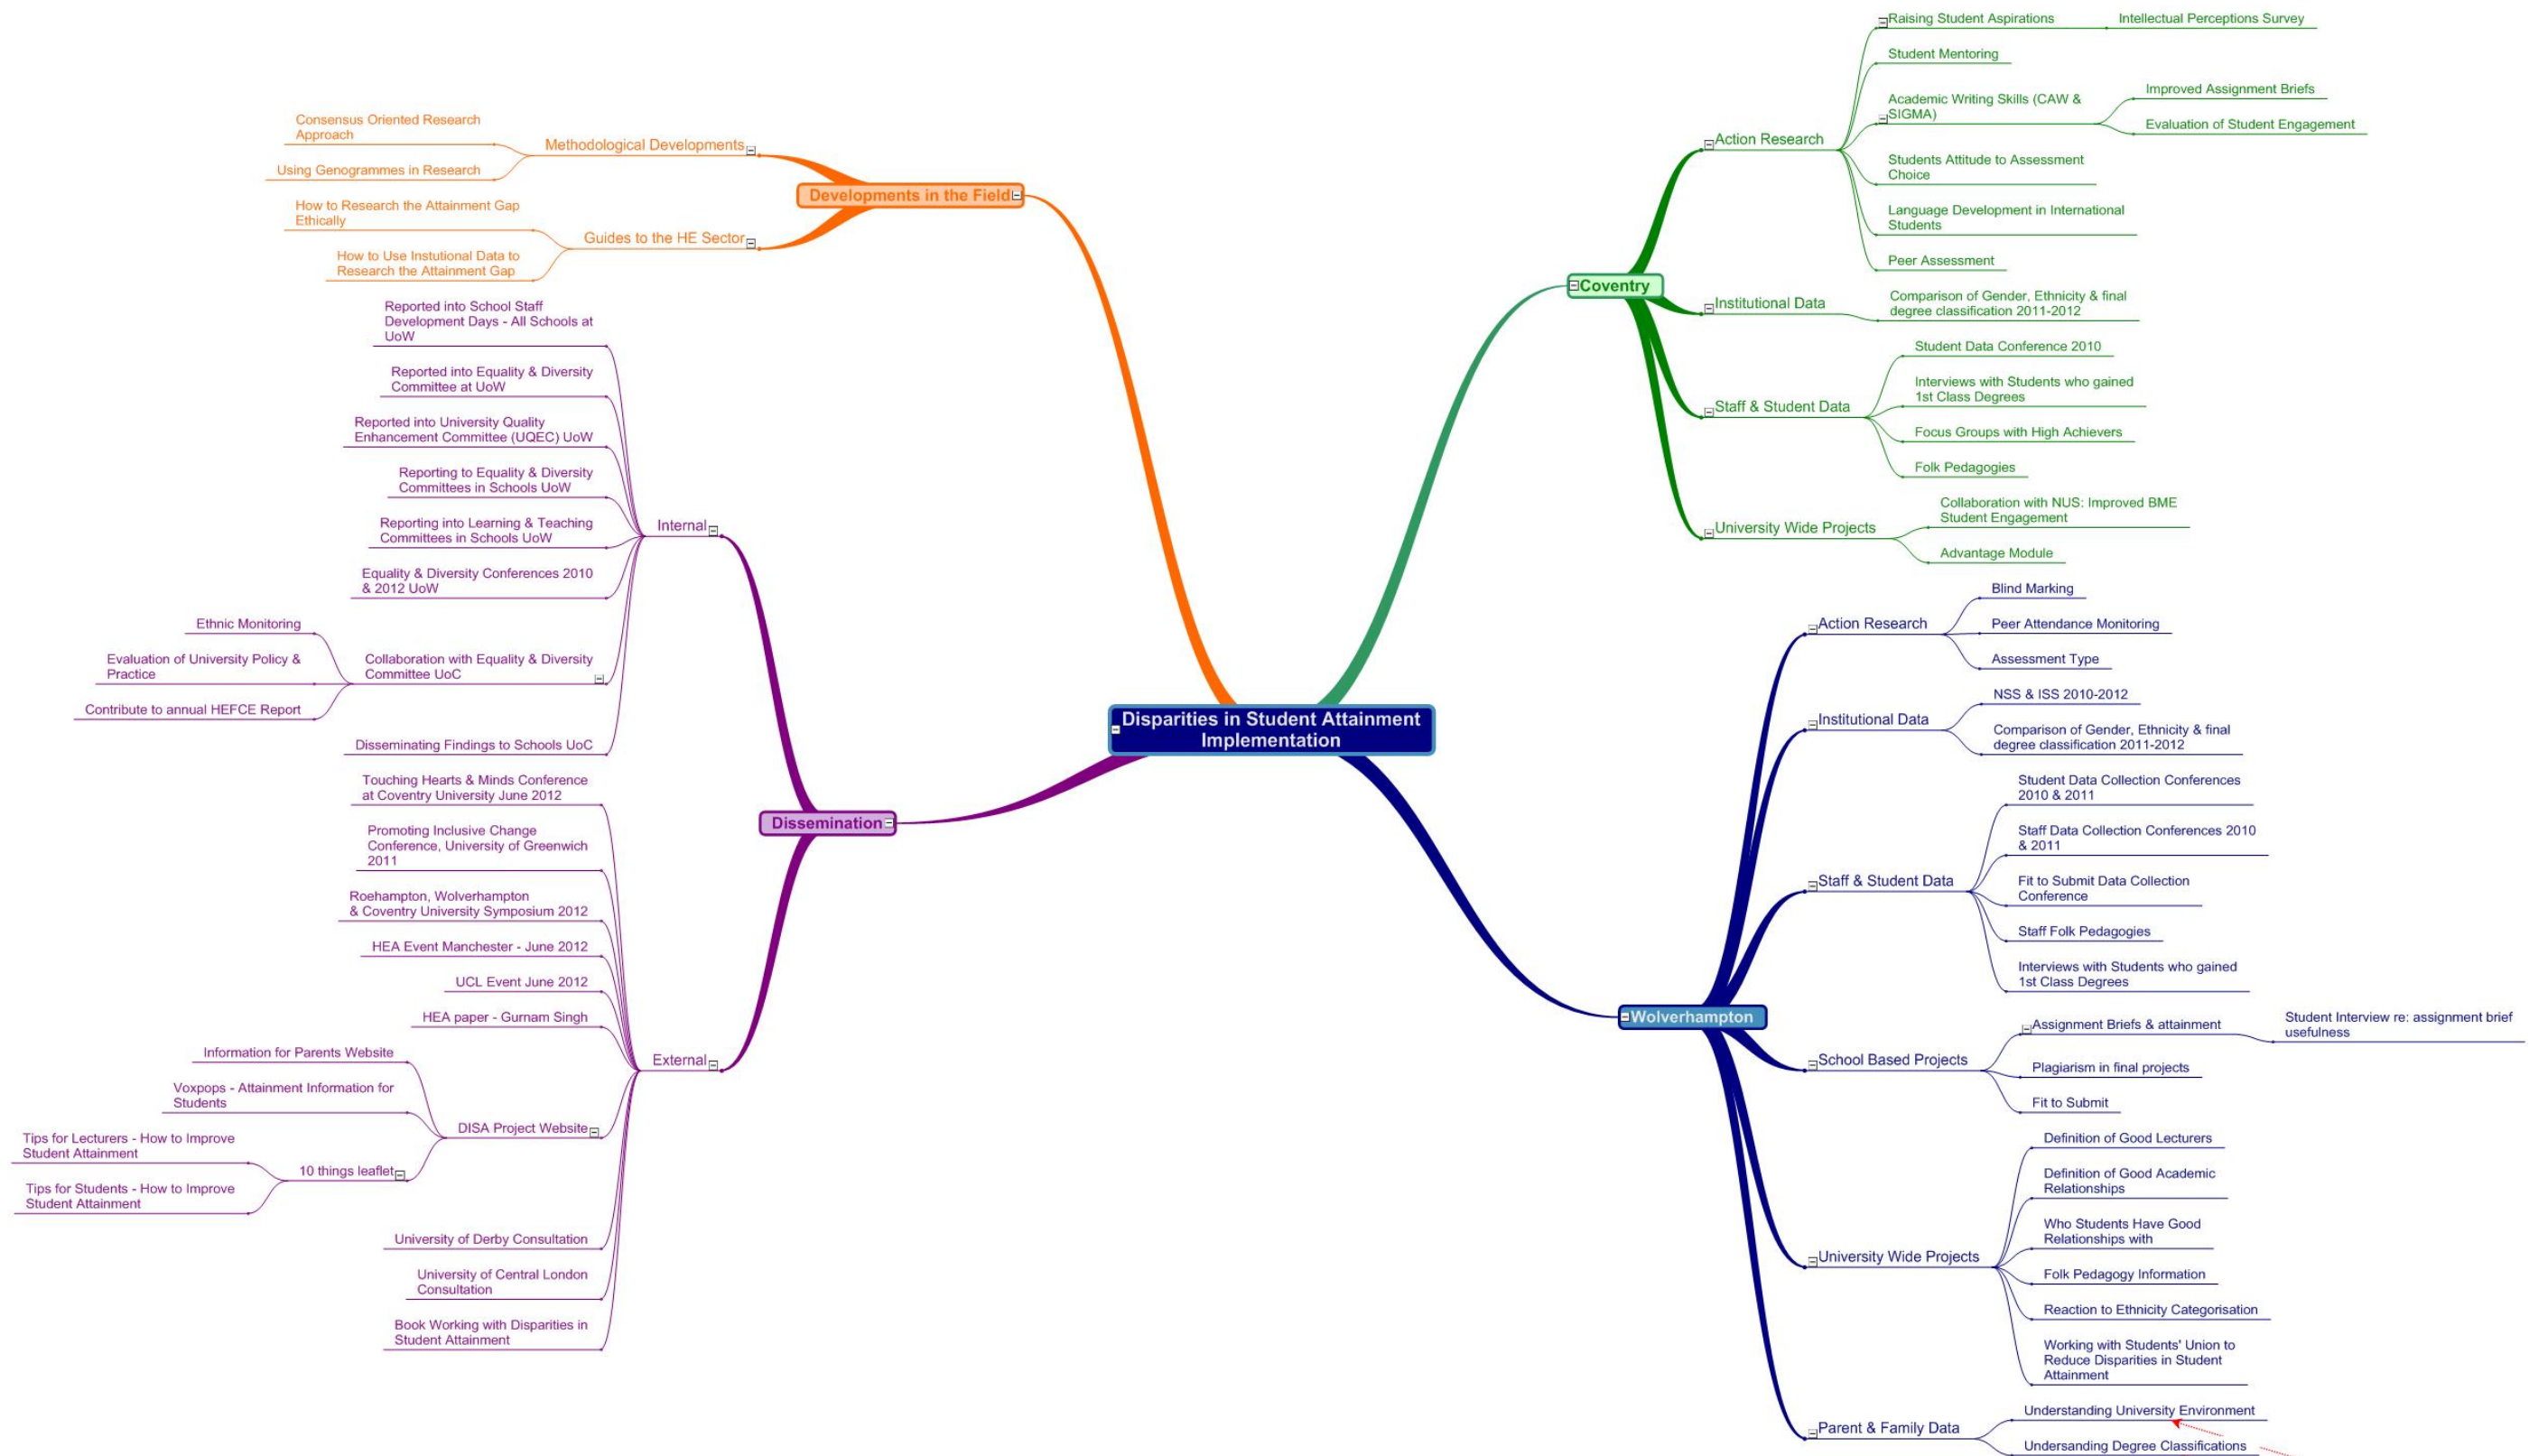 Disparities in Student Attainment
Implementation
Developments in the Field
Methodological Developments
Consensus Oriented Research
Approach
Using Genogrammes in Research
Guides to the HE Sector
How to Research the Attainment Gap
Ethically
How to Use Instutional Data to
Research the Attainment Gap
Dissemination
Internal
Reported into School Staff
Development Days - All Schools at
UoW
Reported into Equality & Diversity
Committee at UoW
Reported into University Quality
Enhancement Committee (UQEC) UoW
Reporting to Equality & Diversity
Committees in Schools UoW
Reporting into Learning & Teaching
Committees in Schools UoW
Equality & Diversity Conferences 2010
& 2012 UoW
Collaboration with Equality & Diversity
Committee UoC
Ethnic Monitoring
Evaluation of University Policy &
Practice
Contribute to annual HEFCE Report
Disseminating Findings to Schools UoC
External
Touching Hearts & Minds Conference
at Coventry University June 2012
Promoting Inclusive Change
Conference, University of Greenwich
2011
Roehampton, Wolverhampton
& Coventry University Symposium 2012
HEA Event Manchester - June 2012
UCL Event June 2012
HEA paper - Gurnam Singh
DISA Project Website
Information for Parents Website
Voxpops - Attainment Information for
Students
10 things leaflet
Tips for Lecturers - How to Improve
Student Attainment
Tips for Students - How to Improve
Student Attainment
University of Derby Consultation
University of Central London
Consultation
Book Working with Disparities in
Student Attainment
Coventry
Action Research
Raising Student Aspirations
Intellectual Perceptions Survey
Student Mentoring
Academic Writing Skills (CAW &
SIGMA)
Improved Assignment Briefs
Evaluation of Student Engagement
Students Attitude to Assessment
Choice
Language Development in International
Students
Peer Assessment
Institutional Data
Comparison of Gender, Ethnicity & final
degree classification 2011-2012
Staff & Student Data
Student Data Conference 2010
Interviews with Students who gained
1st Class Degrees
Focus Groups with High Achievers
Folk Pedagogies
University Wide Projects
Collaboration with NUS: Improved BME
Student Engagement
Advantage Module
Wolverhampton
Action Research
Blind Marking
Peer Attendance Monitoring
Assessment Type
Institutional Data
NSS & ISS 2010-2012
Comparison of Gender, Ethnicity & final
degree classification 2011-2012
Staff & Student Data
Student Data Collection Conferences
2010 & 2011
Staff Data Collection Conferences 2010
& 2011
Fit to Submit Data Collection
Conference
Staff Folk Pedagogies
Interviews with Students who gained
1st Class Degrees
School Based Projects
Assignment Briefs & attainment
Student Interview re: assignment brief
usefulness
Plagiarism in final projects
Fit to Submit
University Wide Projects
Definition of Good Lecturers
Definition of Good Academic
Relationships
Who Students Have Good
Relationships with
Folk Pedagogy Information
Reaction to Ethnicity Categorisation
Working with Students' Union to
Reduce Disparities in Student
Attainment
Parent & Family Data
Understanding University Environment
Undersanding Degree Classifications